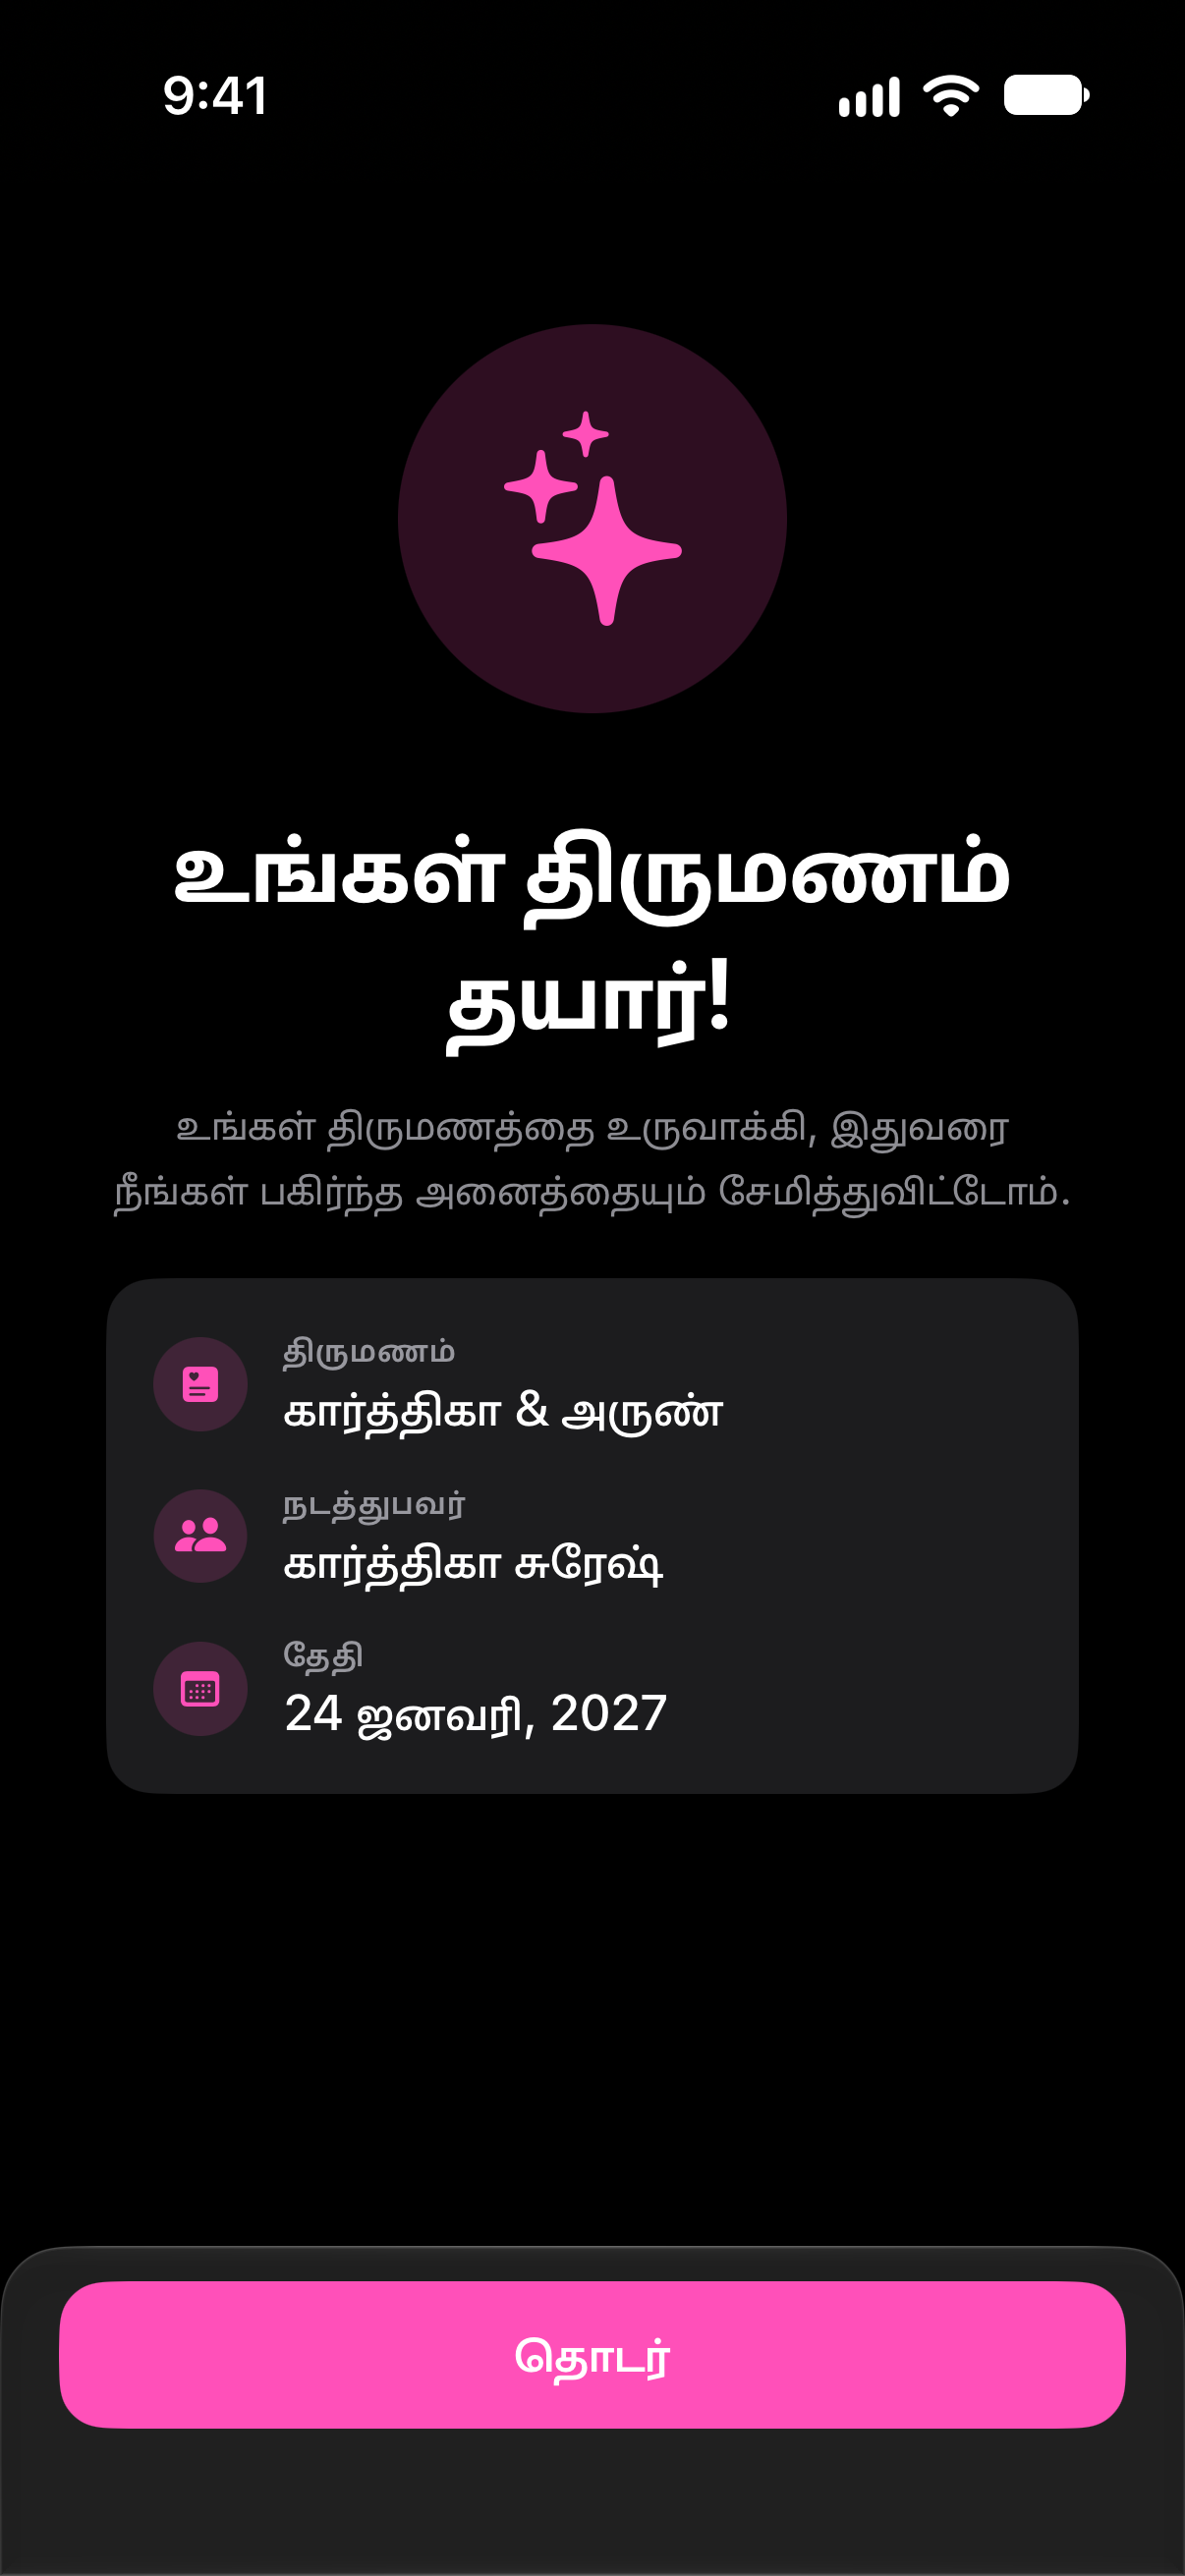 9:41
உங்கள் திருமணம்
தயார்!
உங்கள் திருமணத்தை உருவாக்கி, இதுவரை
நீங்கள் பகிர்ந்த அனைத்தையும் சேமித்துவிட்டோம்.
திருமணம்
கார்த்திகா & அருண்
நடத்துபவர்
கார்த்திகா சுரேஷ்
தேதி
24 ஜனவரி, 2027
தொடர்